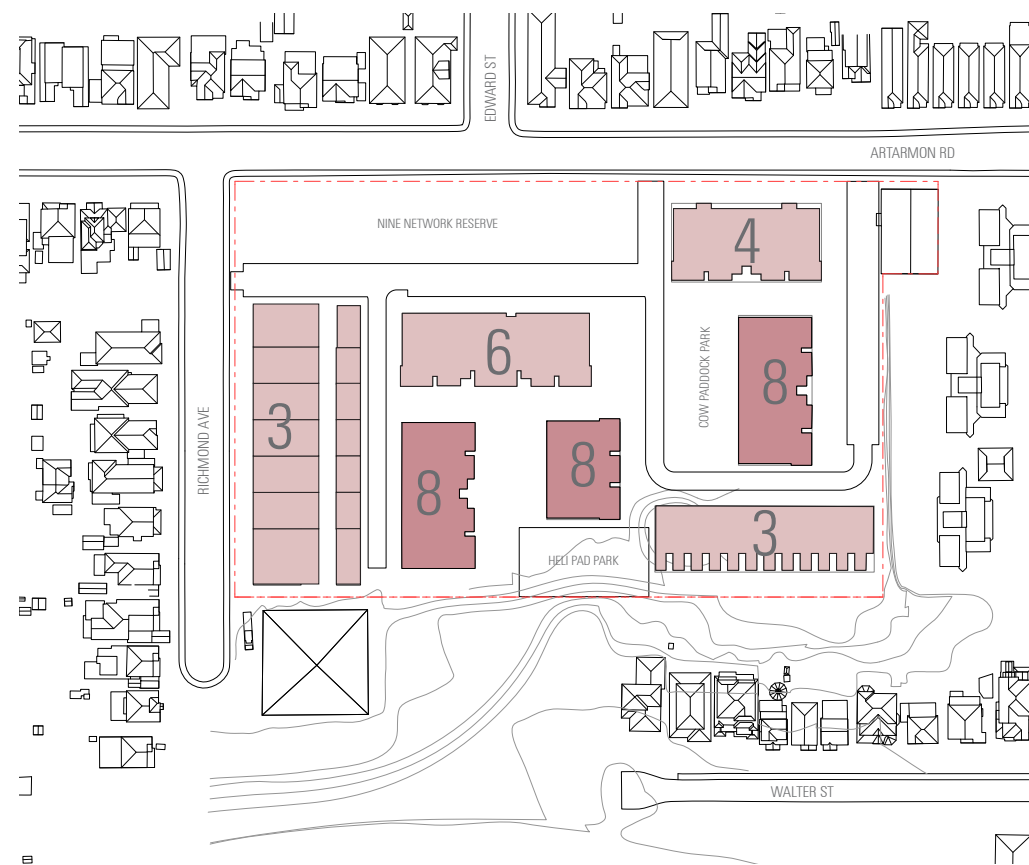 EDWARD ST
ARTARMON RD
NINE NETWORK RESERVE
4
6
COW PADDOCK PARK
8
3
RICHMOND AVE
8
8
3
HELI PAD PARK
WALTER ST